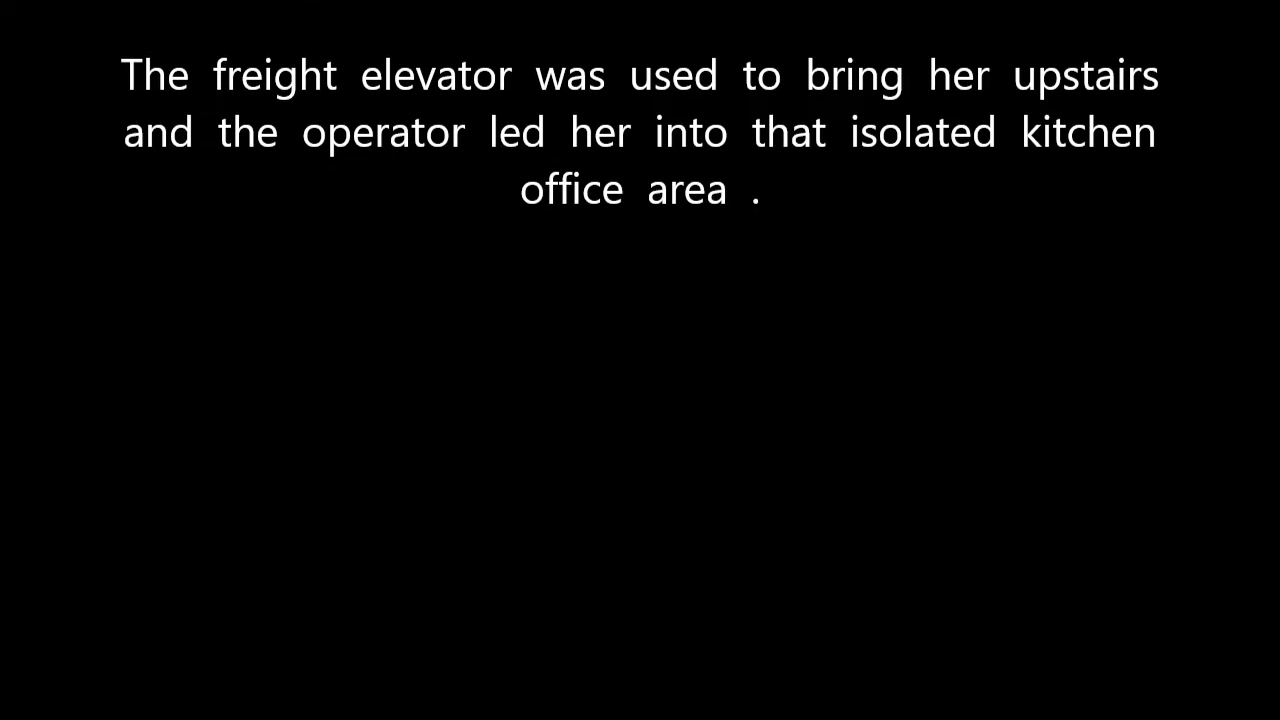 The freight elevator was used to bring her upstairs
and the operator led her into that isolated kitchen
office area .